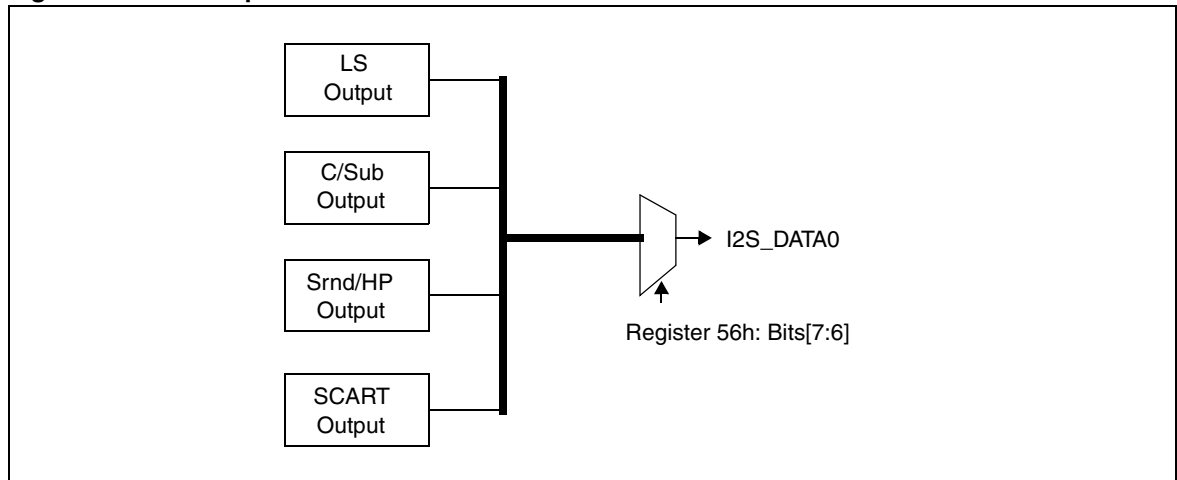 LS
Output
C/Sub
Output
I2S_DATA0
Srnd/HP
Output
Register 56h: Bits[7:6]
SCART
Output